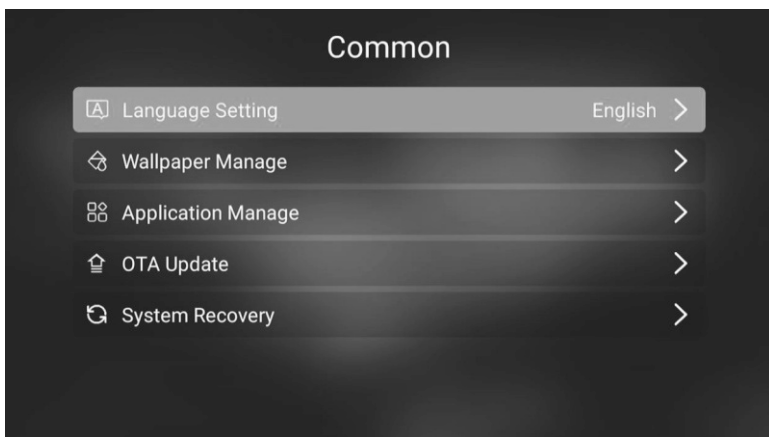 Common
Language Setting English
Wallpaper Manage
Application Manage
OTA Update
System Recovery